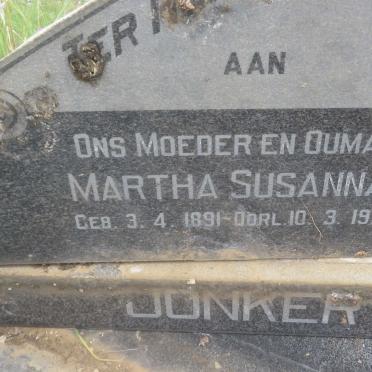 TER
AAN
ONS MOEDER EN OUMA
MARTHA SUSANNA
GEB. 3. 4. 1891-OORL. 10. 3. 19
JONKER